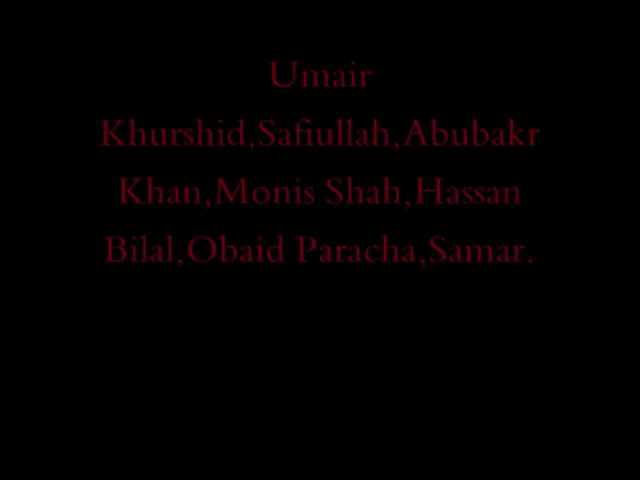 Umair
Khurshid,Safiullah,Abubakr
Khan,Monis Shah,Hassan
Bilal,Obaid Paracha,Samar.